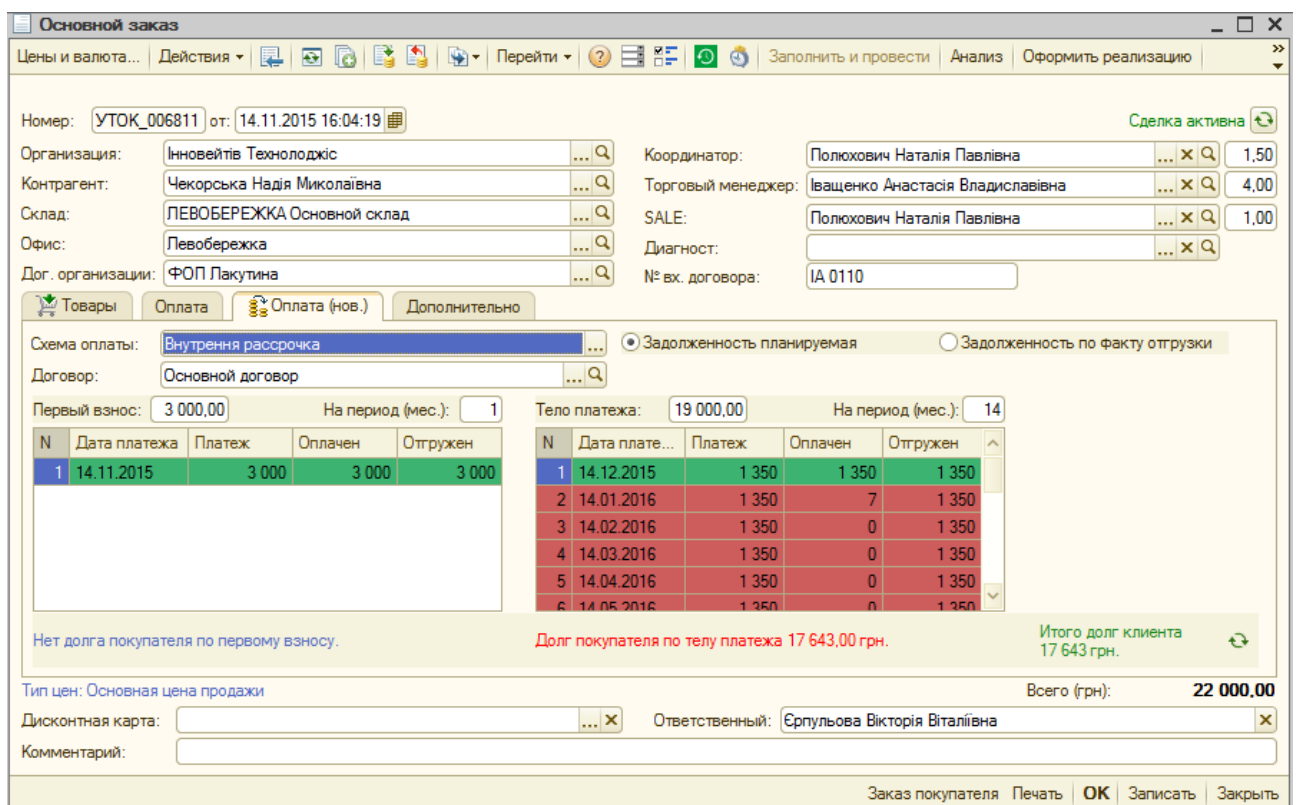 Основной заказ
Цены и валюта... Действия Перейти Заполнить и провести Анализ Оформить реализацию
Номер: УТОК_006811 от: 14.11.2015 16:04:19 Сделка активна
Организация: Інновейтів Технолоджіс ... Координатор: Полюхович Наталія Павлівна ... 1,50
Контрагент: Чекорська Надія Миколаївна ... Торговый менеджер: Іващенко Анастасія Владиславівна ... 4,00
Склад: ЛЕВОБЕРЕЖКА Основной склад ... SALE: Полюхович Наталія Павлівна ... 1,00
Офис: Левобережка ... Диагност: ...
Дог. организации: ФОП Лакутина ... № вх. договора: IA 0110
Товары Оплата Оплата (нов.) Дополнительно
Схема оплаты: Внутрення рассрочка ... Задолженность планируемая Задолженность по факту отгрузки
Договор: Основной договор ...
Первый взнос: 3 000,00 На период (мес.): 1 Тело платежа: 19 000,00 На период (мес.): 14
N Дата платежа Платеж Оплачен Отгружен N Дата плате... Платеж Оплачен Отгружен
1 14.11.2015 3 000 3 000 3 000 1 14.12.2015 1 350 1 350 1 350
2 14.01.2016 1 350 7 1 350
3 14.02.2016 1 350 0 1 350
4 14.03.2016 1 350 0 1 350
5 14.04.2016 1 350 0 1 350
6 14.05.2016 1 350 0 1 350
Нет долга покупателя по первому взносу. Долг покупателя по телу платежа 17 643,00 грн. Итого долг клиента
17 643 грн.
Тип цен: Основная цена продажи Всего (грн): 22 000,00
Дисконтная карта: ... Ответственный: Єрпульова Вікторія Віталіївна
Комментарий:
Заказ покупателя Печать OK Записать Закрыть